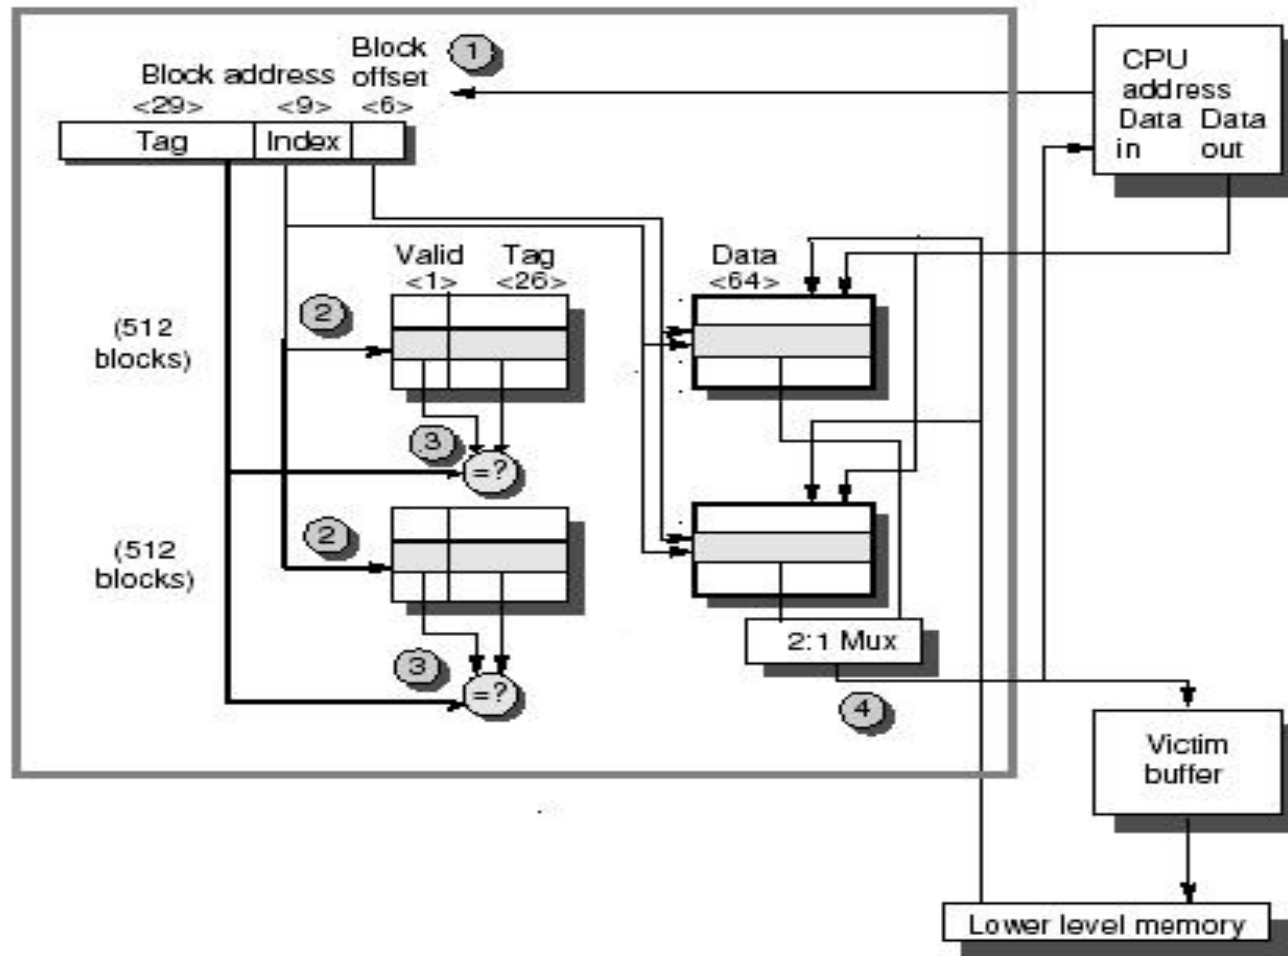 Block
offset
1
Block address
<29>
<9>
<6>
Tag
Index
CPU
address
Data Data
in out
Valid
<1>
Tag
<26>
Data
<64>
(512
blocks)
2
3
=?
(512
blocks)
2
3
=?
2:1 Mux
4
Victim
buffer
Lower level memory